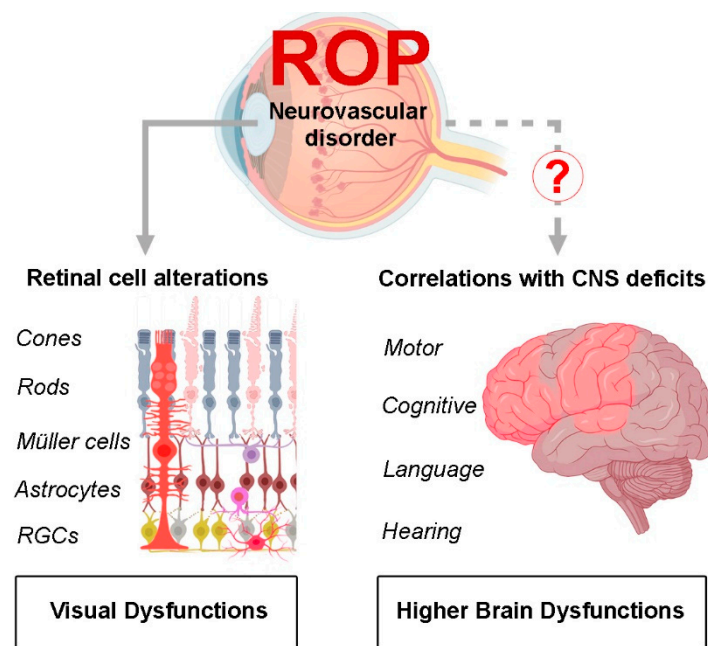 ROP
Neurovascular
disorder
?
Retinal cell alterations
Cones
Rods
Müller cells
Astrocytes
RGCs
Visual Dysfunctions
Correlations with CNS deficits
Motor
Cognitive
Language
Hearing
Higher Brain Dysfunctions